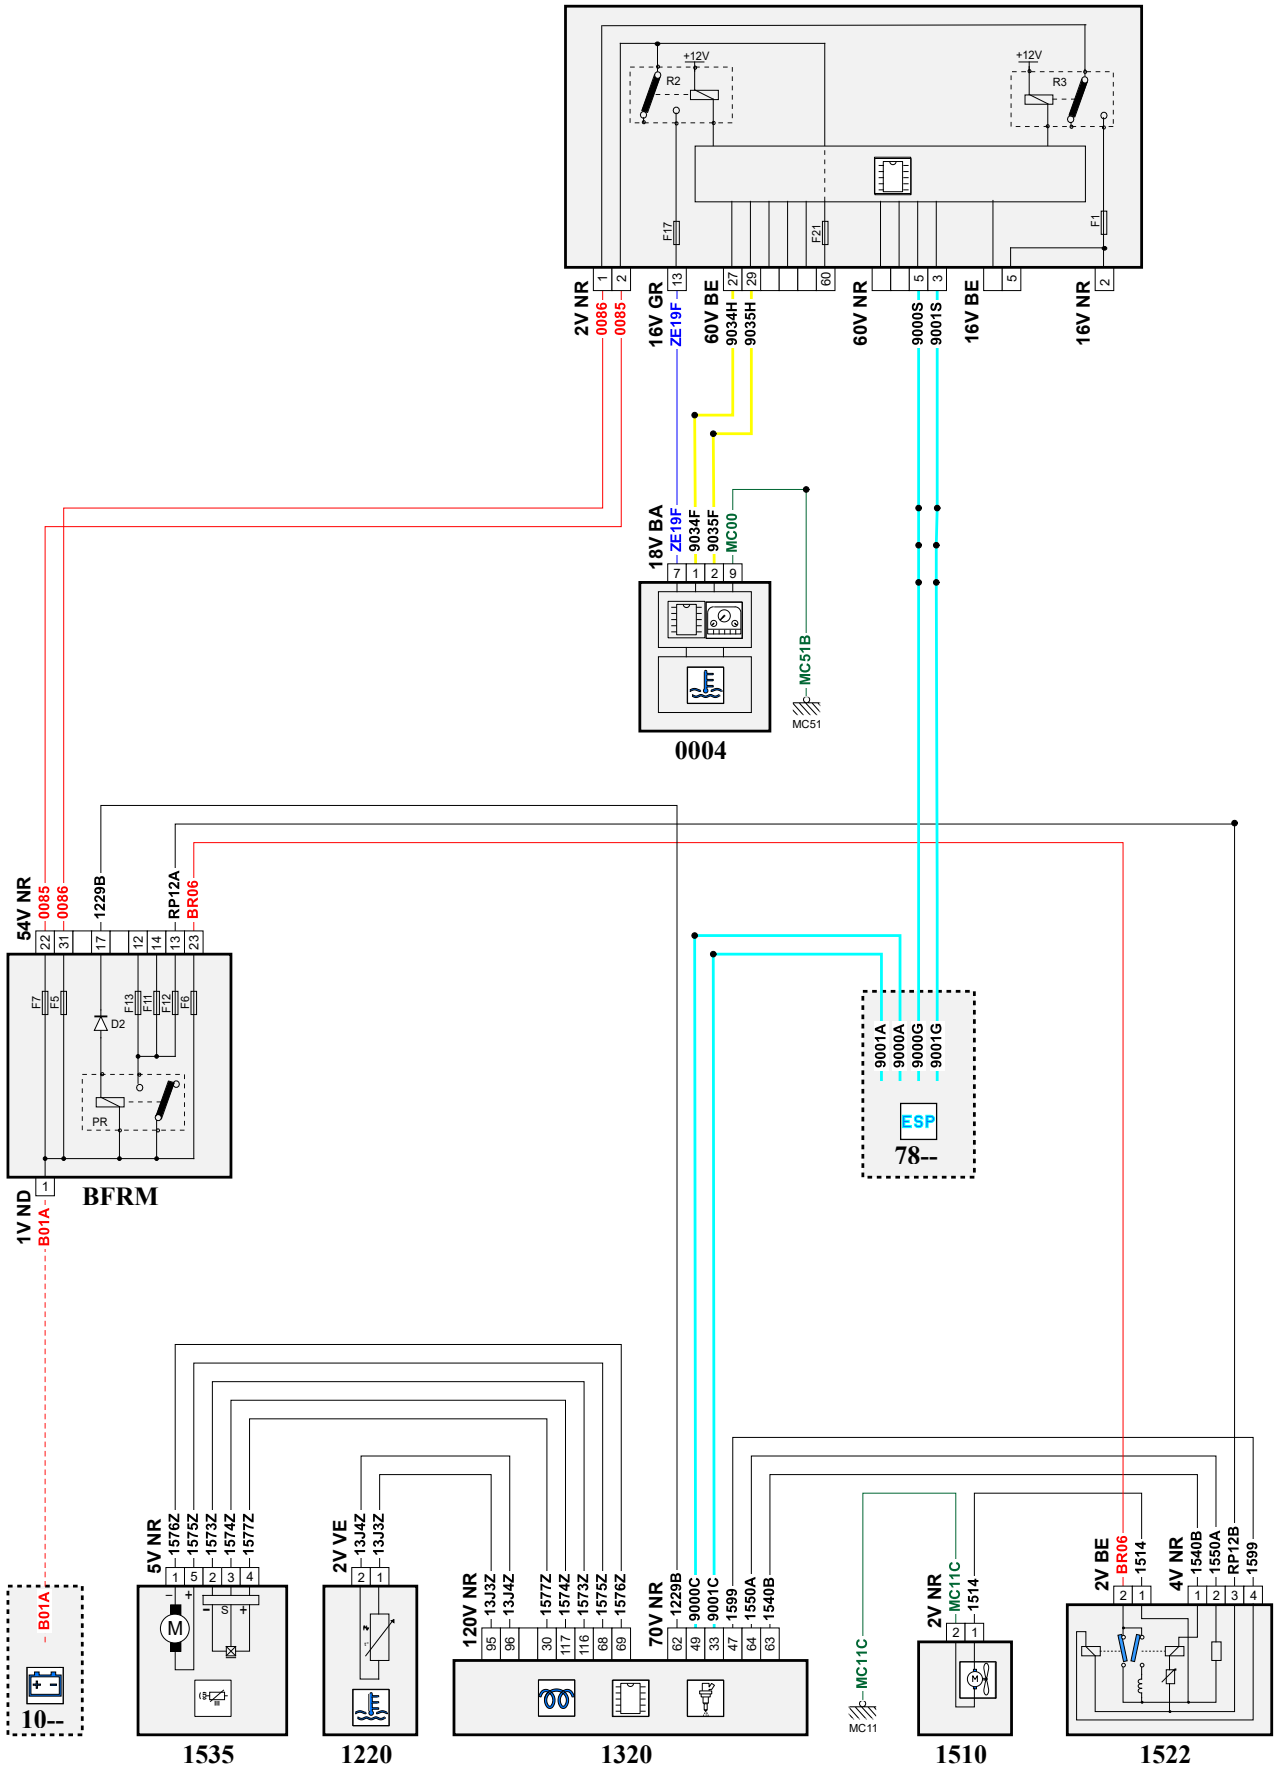 +12V
R2
+12V
R3
F17
F21
F1
1
2
13
27
29
60
5
3
5
2
2V NR
0086
0085
16V GR
ZE19F
60V BE
9034H
9035H
60V NR
9000S
9001S
16V BE
16V NR
18V BA
ZE19F
9034F
9035F
MC00
7
1
2
9
MC51B
MC51
0004
54V NR
0085
0086
1229B
RP12A
BR06
22
31
17
12
14
13
23
F7
F5
D2
F13
F11
F12
F6
PR
1
BFRM
1V ND
B01A
9001A
9000A
9000G
9001G
ESP
78--
B01A
10--
5V NR
1576Z
1575Z
1573Z
1574Z
1577Z
1
5
2
3
4
- +
- S +
M
1535
2V VE
13J4Z
13J3Z
2
1
1220
120V NR
13J3Z
13J4Z
1577Z
1574Z
1573Z
1575Z
1576Z
95
96
30
117
116
68
69
70V NR
1229B
9000C
9001C
1599
1550A
1540B
62
49
33
47
64
63
1320
MC11C
MC11
2V NR
MC11C
1514
2
1
M
1510
2V BE
BR06
1514
2
1
4V NR
1540B
1550A
RP12B
1599
1
2
3
4
1522